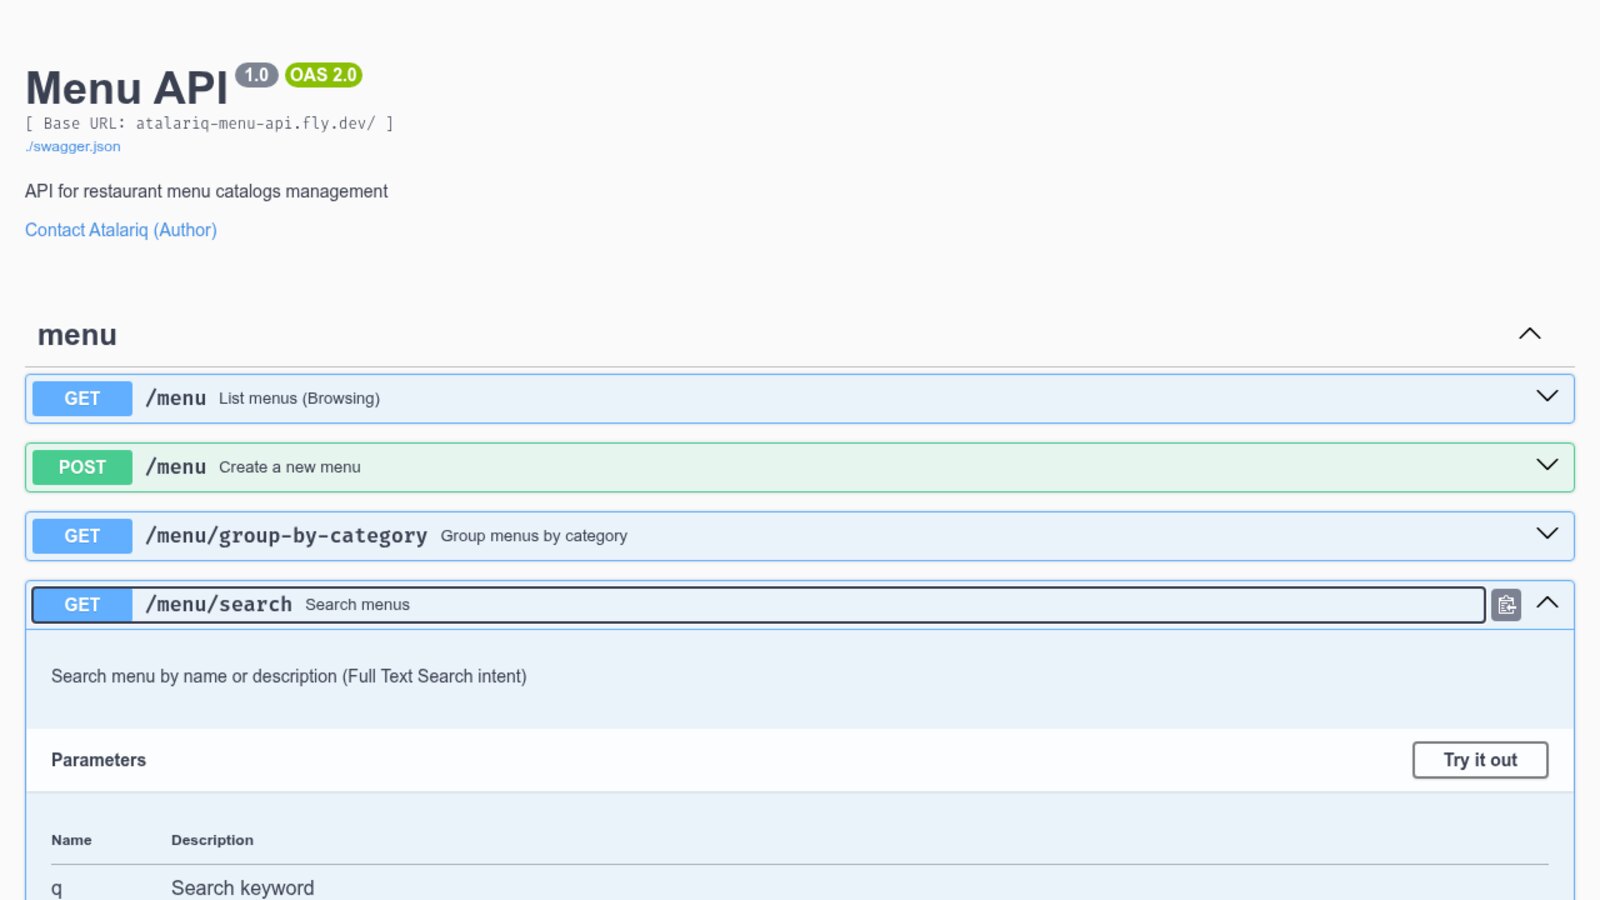 Menu API 1.0 OAS 2.0
[ Base URL: atalariq-menu-api.fly.dev/ ]
./swagger.json
API for restaurant menu catalogs management
Contact Atalariq (Author)
menu
GET /menu List menus (Browsing)
POST /menu Create a new menu
GET /menu/group-by-category Group menus by category
GET /menu/search Search menus
Search menu by name or description (Full Text Search intent)
Parameters Try it out
Name Description
q Search keyword